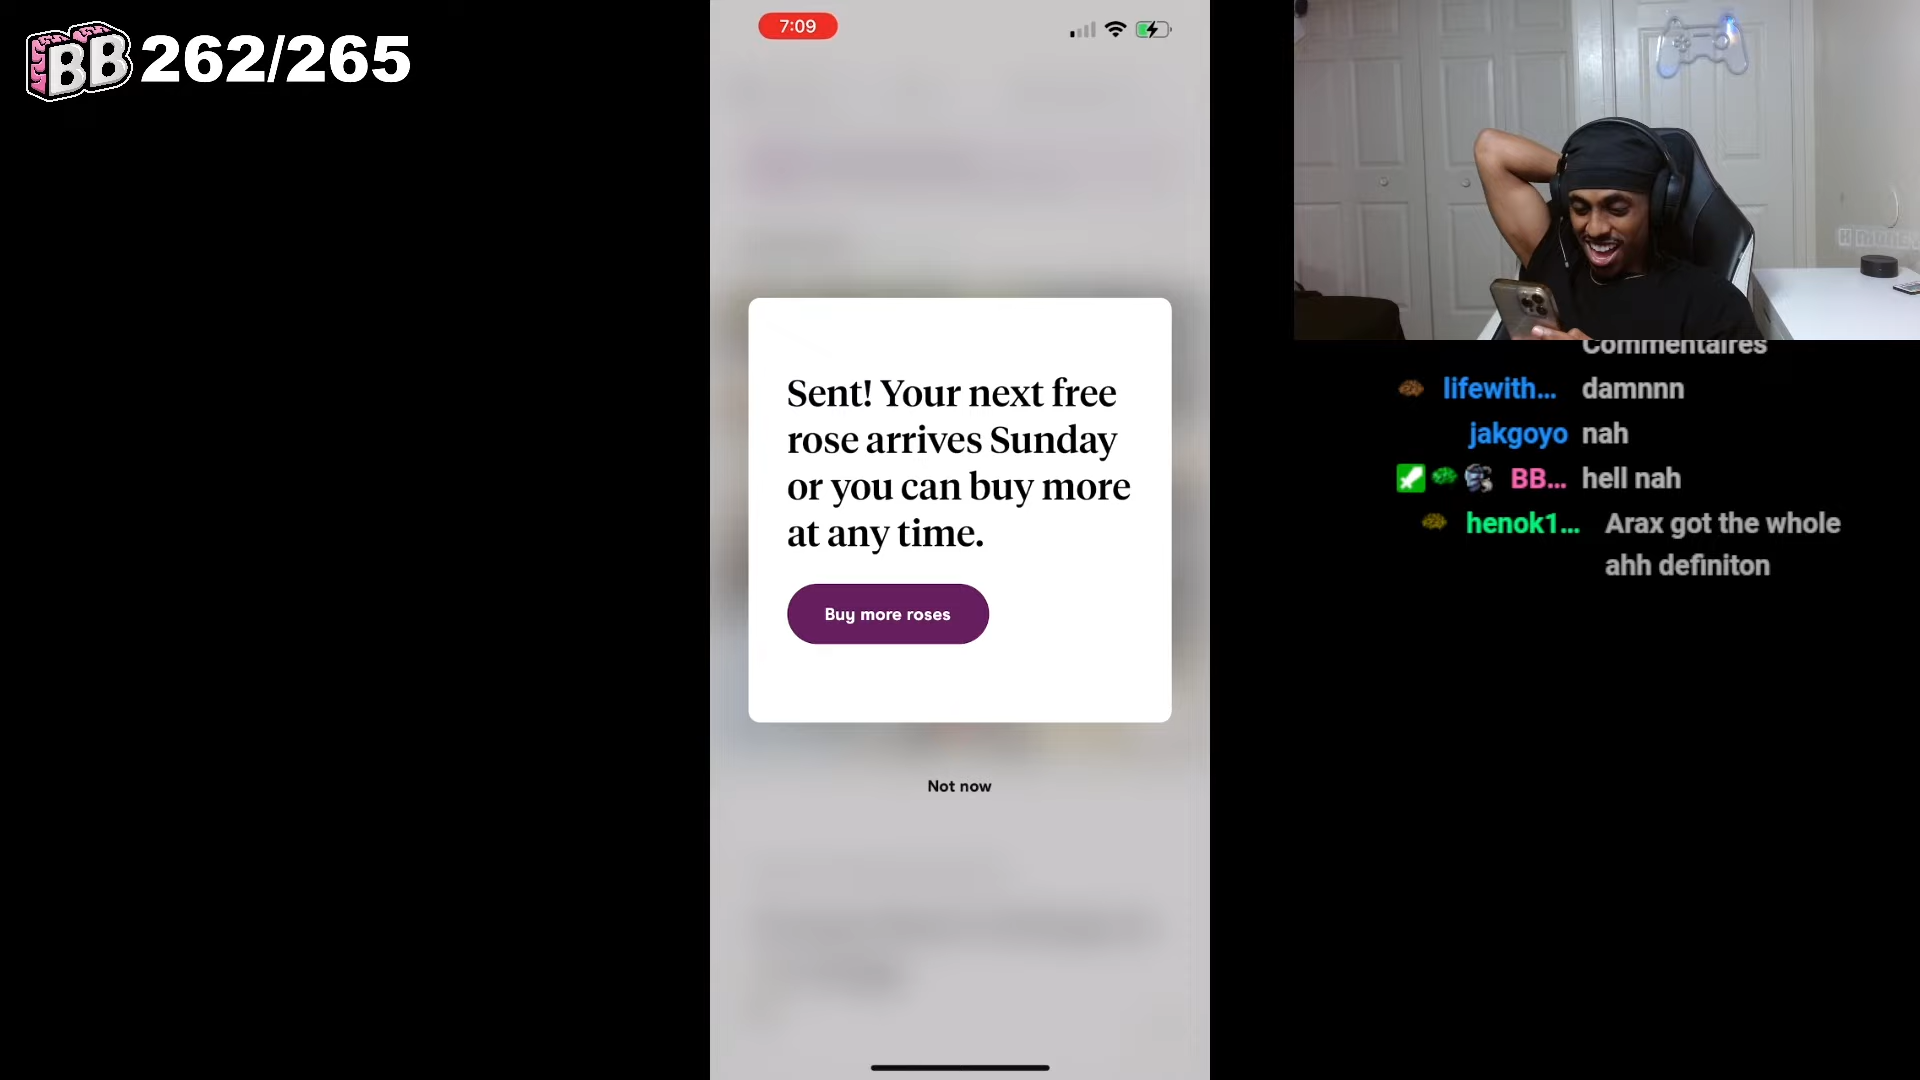 BB 262/265
7:09
Sent! Your next free
rose arrives Sunday
or you can buy more
at any time.
Buy more roses
Not now
Commentaires
lifewith... damnnn
jakgoyo nah
BB... hell nah
henok1... Arax got the whole
ahh definiton